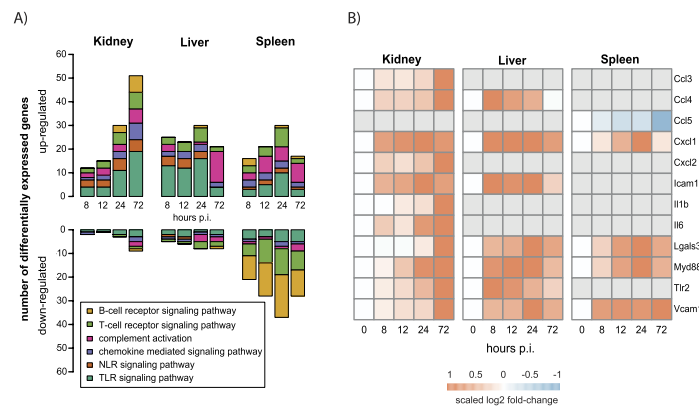 A)
Kidney Liver Spleen
number of differentially expressed genes
up-regulated
60
50
40
30
20
10
0
8 12 24 72 8 12 24 72 8 12 24 72
hours p.i.
down-regulated
0
10
20
30
40
50
60
B-cell receptor signaling pathway
T-cell receptor signaling pathway
complement activation
chemokine mediated signaling pathway
NLR signaling pathway
TLR signaling pathway
B)
Kidney Liver Spleen
Ccl3
Ccl4
Ccl5
Cxcl1
Cxcl2
Icam1
Il1b
Il6
Lgals3
Myd88
Tlr2
Vcam1
0 8 12 24 72 0 8 12 24 72 0 8 12 24 72
hours p.i.
1 0.5 0 -0.5 -1
scaled log2 fold-change